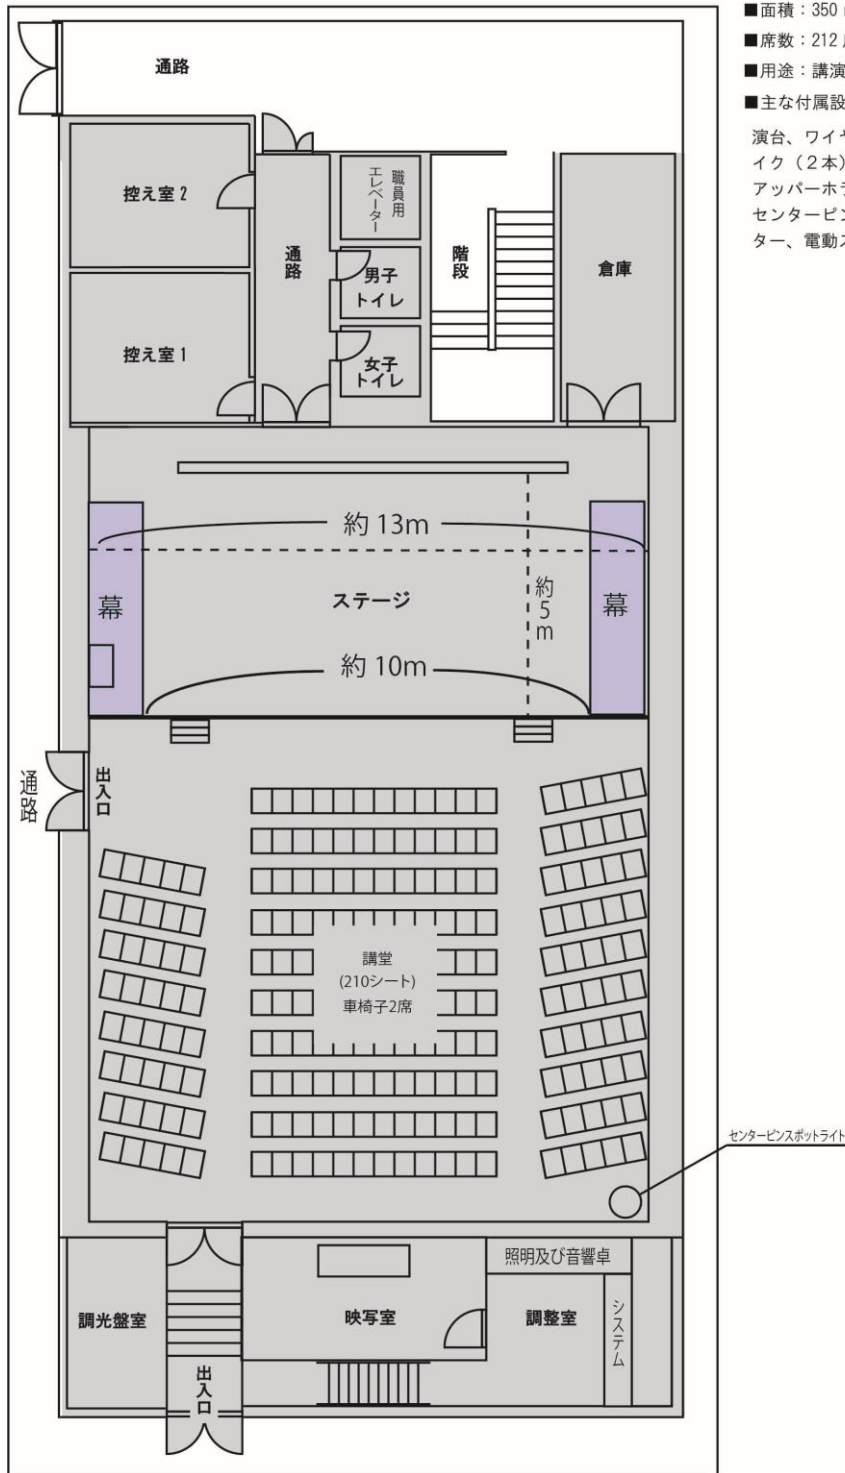 ■面積：350
■席数：212
■用途：講演
■主な付属設
演台、ワイヤ
イク（２本）
アッパーホラ
センターピン
ター、電動ス
通路
控え室 2
控え室 1
通路
職員用
エレベーター
男子
トイレ
女子
トイレ
階段
倉庫
約 13m
幕
ステージ
約5m
幕
約 10m
通路
出入口
講堂
(210シート)
車椅子2席
センターピンスポットライト
調光盤室
出入口
映写室
照明及び音響卓
調整室
システム